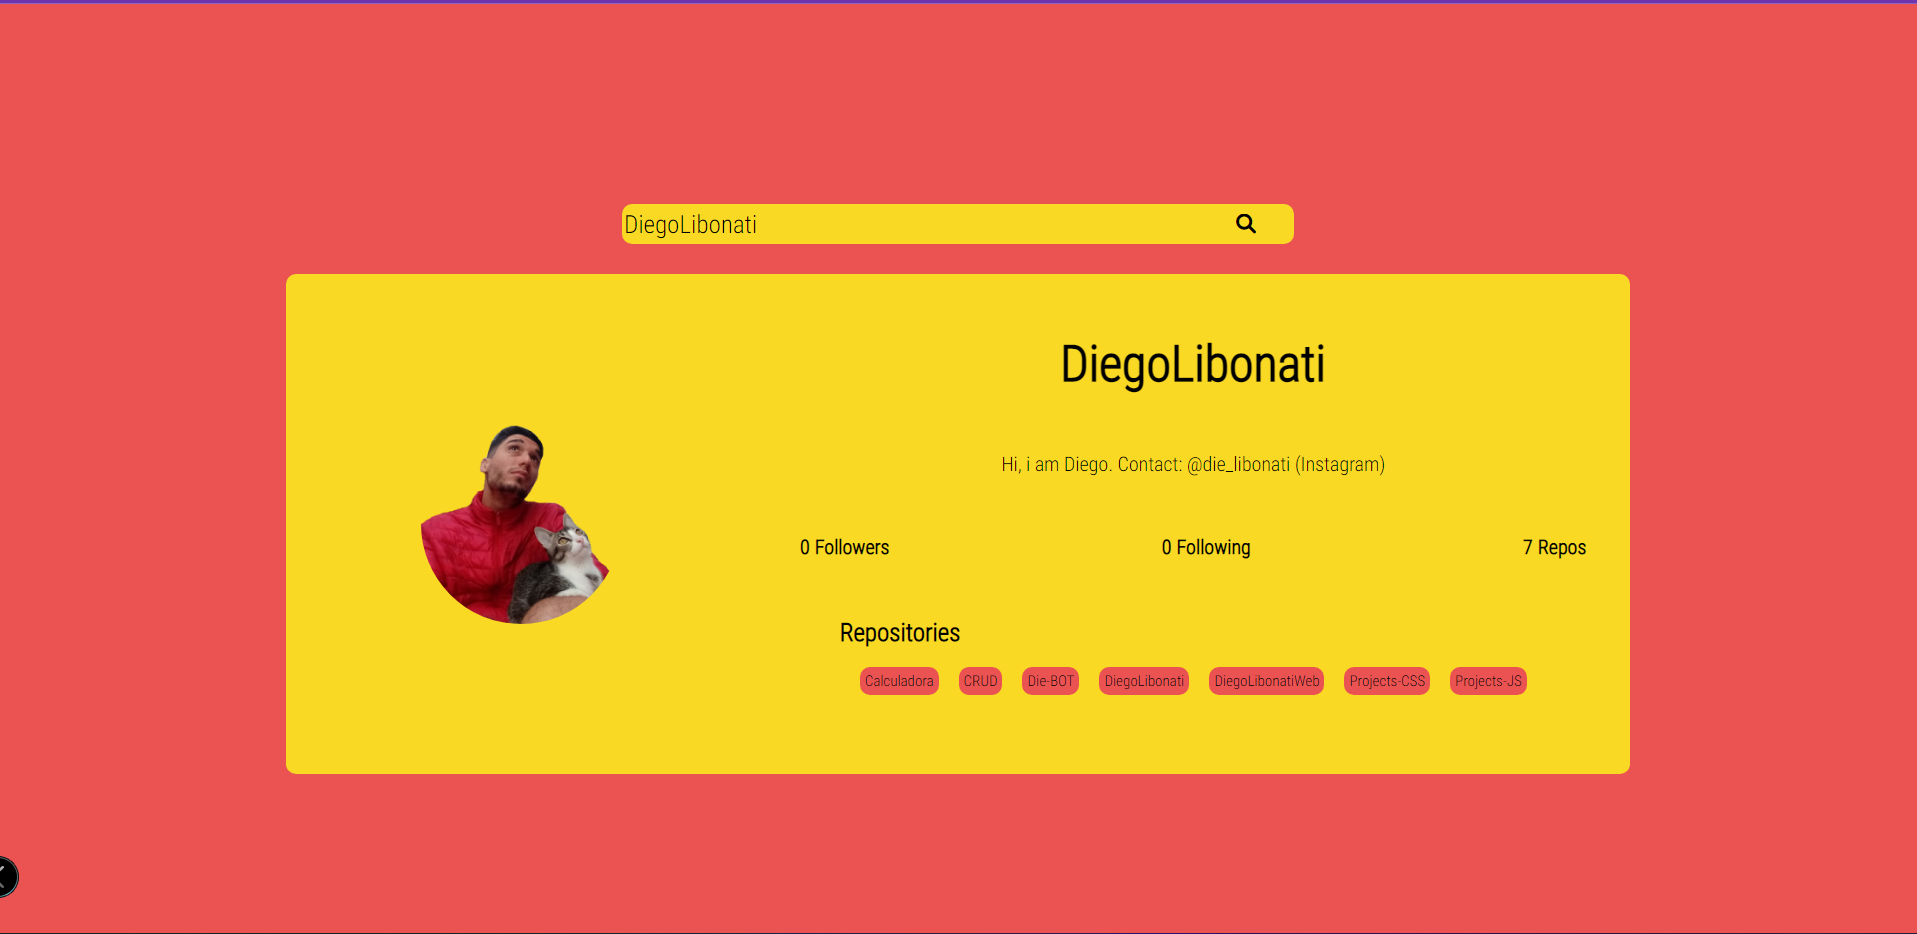 DiegoLibonati
DiegoLibonati
Hi, i am Diego. Contact: @die_libonati (Instagram)
0 Followers 0 Following 7 Repos
Repositories
Calculadora CRUD Die-BOT DiegoLibonati DiegoLibonatiWeb Projects-CSS Projects-JS